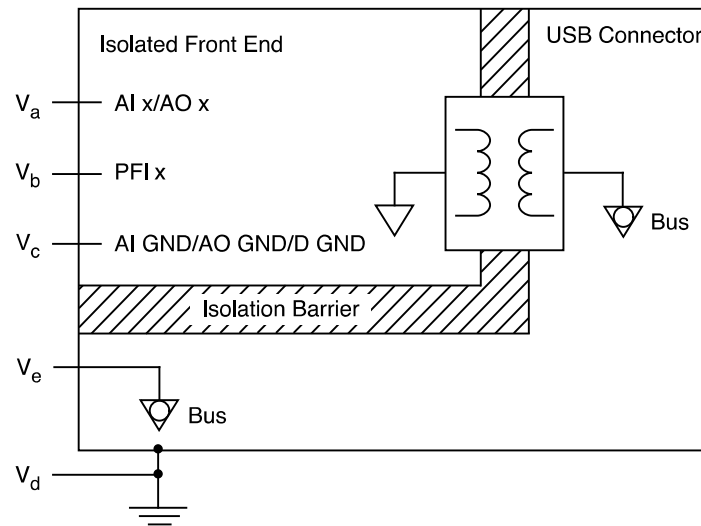 Isolated Front End
USB Connector
Va
AI x/AO x
Vb
PFI x
Bus
Vc
AI GND/AO GND/D GND
Isolation Barrier
Ve
Bus
Vd